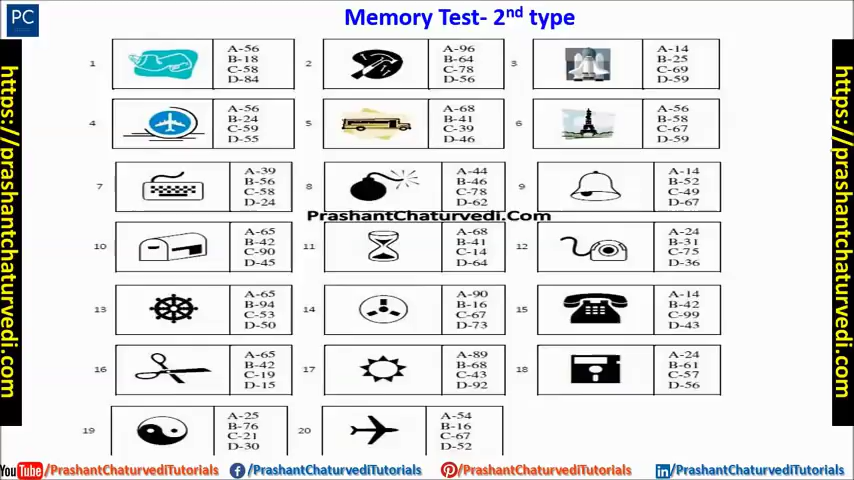 PC
Memory Test- 2nd type
https://prashantchaturvedi.com
https://prashantchaturvedi.com
1
A-56
B-18
C-58
D-84
2
A-96
B-64
C-78
D-56
3
A-14
B-25
C-69
D-59
4
A-56
B-24
C-59
D-55
5
A-68
B-41
C-39
D-46
6
A-56
B-58
C-67
D-59
7
A-39
B-56
C-58
D-24
8
A-44
B-46
C-78
D-62
9
A-14
B-52
C-49
D-67
PrashantChaturvedi.Com
10
A-65
B-42
C-90
D-45
11
A-68
B-41
C-14
D-64
12
A-24
B-31
C-75
D-36
13
A-65
B-94
C-53
D-50
14
A-90
B-16
C-67
D-73
15
A-14
B-42
C-99
D-43
16
A-65
B-42
C-19
D-15
17
A-89
B-68
C-43
D-92
18
A-24
B-61
C-57
D-56
19
A-25
B-76
C-21
D-30
20
A-54
B-16
C-67
D-52
YouTube/PrashantChaturvediTutorials f/PrashantChaturvediTutorials /PrashantChaturvediTutorials in/PrashantChaturvediTutorials